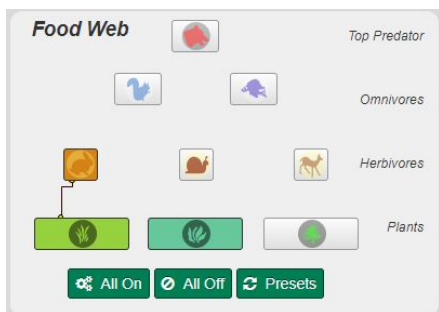 Food Web
Top Predator
Omnivores
Herbivores
Plants
All On
All Off
Presets